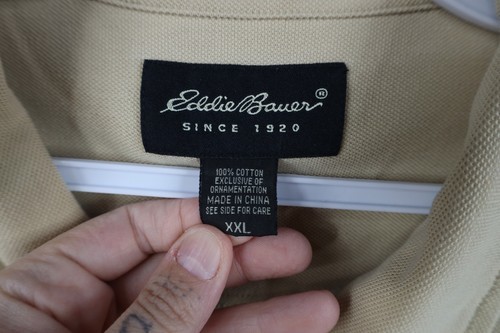 Eddie Bauer®
SINCE 1920
100% COTTON
EXCLUSIVE OF
ORNAMENTATION
MADE IN CHINA
SEE SIDE FOR CARE
XXL